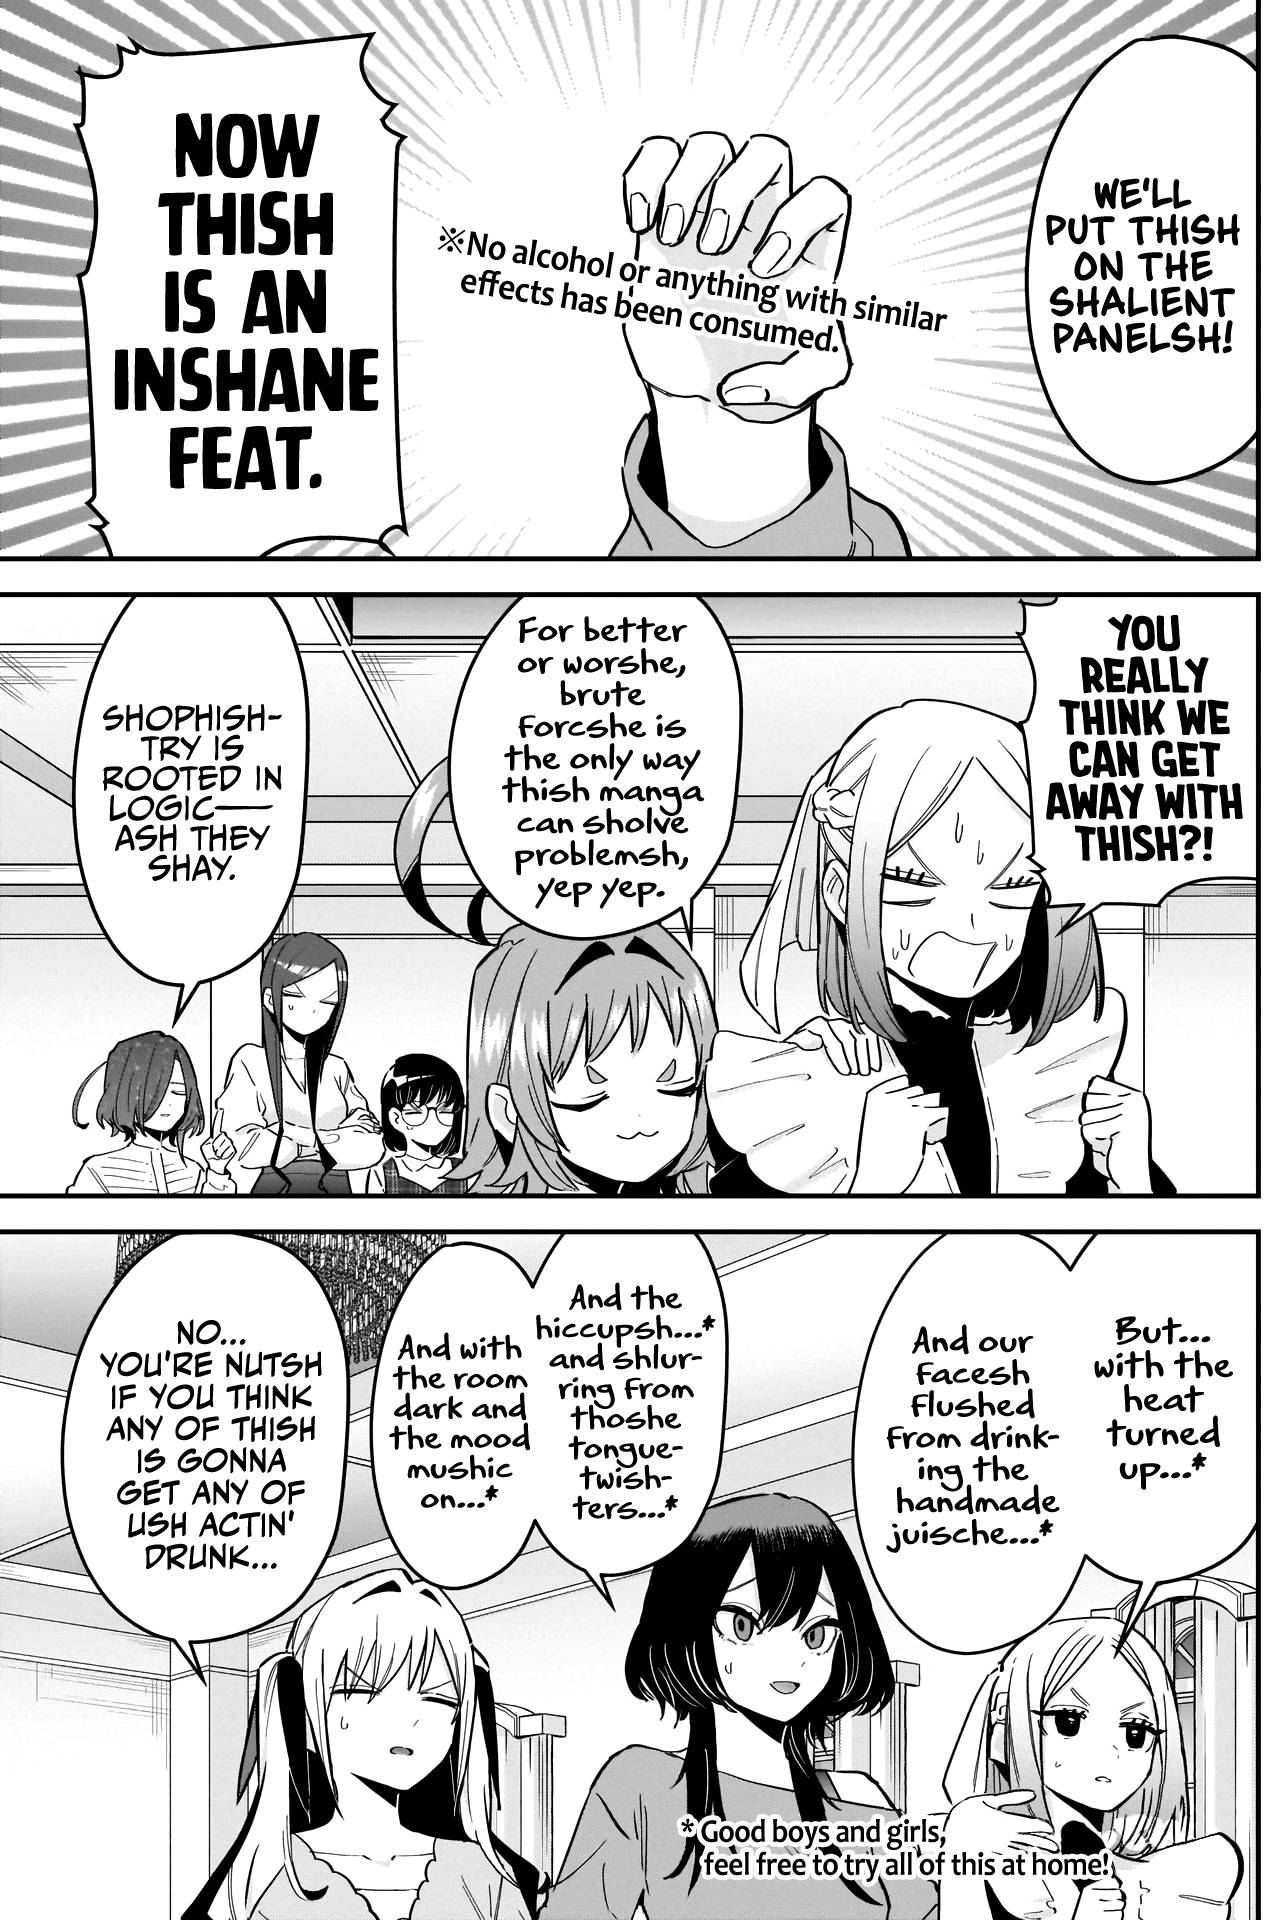 WE'LL
PUT THISH
ON THE
SHALIENT
PANELSH!
※No alcohol or anything with similar
effects has been consumed.
NOW
THISH
IS AN
INSHANE
FEAT.
YOU
REALLY
THINK WE
CAN GET
AWAY WITH
THISH?!
For better
or worshe,
brute
forcshe is
the only way
thish manga
can sholve
problemsh,
yep yep.
SHOPHISH-
TRY IS
ROOTED IN
LOGIC——
ASH THEY
SHAY.
But...
with the
heat
turned
up...*
And our
facesh
flushed
from drink-
ing the
handmade
juische...*
And the
hiccupsh...*
and shlur-
ring from
thoshe
tongue-
twish-
ters...*
And with
the room
dark and
the mood
mushic
on...*
NO...
YOU'RE NUTSH
IF YOU THINK
ANY OF THISH
IS GONNA
GET ANY OF
USH ACTIN'
DRUNK...
*Good boys and girls,
feel free to try all of this at home!